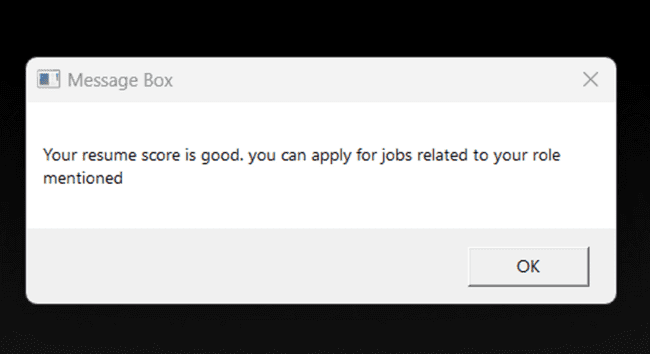 Message Box
Your resume score is good. you can apply for jobs related to your role
mentioned
OK